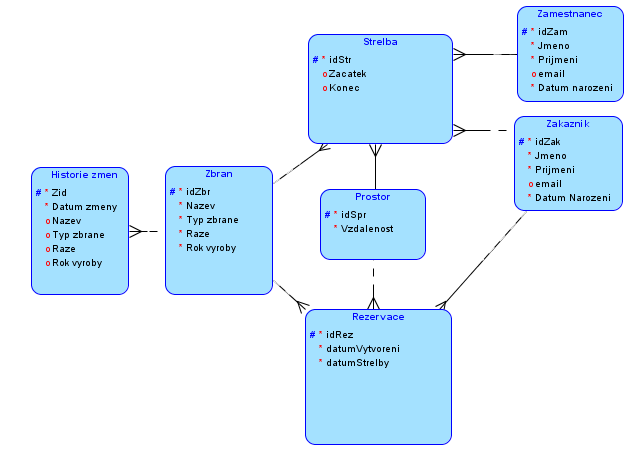 Strelba
# * idStr
o Zacatek
o Konec
Zamestnanec
# * idZam
* Jmeno
* Prijmeni
o email
* Datum narozeni
Zakaznik
# * idZak
* Jmeno
* Prijmeni
o email
* Datum Narozeni
Historie zmen
# * Zid
* Datum zmeny
o Nazev
o Typ zbrane
o Raze
o Rok vyroby
Zbran
# * idZbr
* Nazev
* Typ zbrane
* Raze
* Rok vyroby
Prostor
# * idSpr
* Vzdalenost
Rezervace
# * idRez
* datumVytvoreni
* datumStrelby